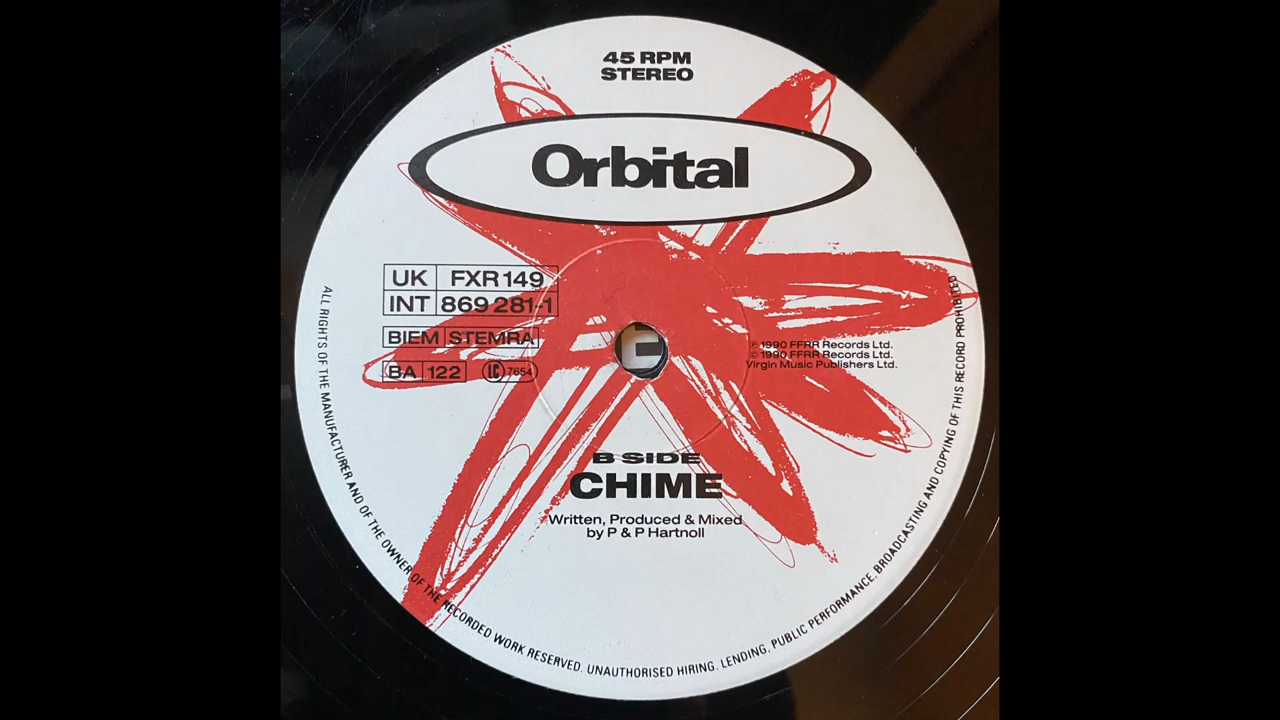 45 RPM
STEREO
Orbital
UK FXR 149
INT 869 281-1
BIEM STEMRA
BA 122 LC 7654
℗ 1990 FFRR Records Ltd.
© 1990 FFRR Records Ltd.
Virgin Music Publishers Ltd.
B SIDE
CHIME
Written, Produced & Mixed
by P & P Hartnoll
ALL RIGHTS OF THE MANUFACTURER AND OF THE OWNER OF THE RECORDED WORK RESERVED. UNAUTHORISED HIRING, LENDING, PUBLIC PERFORMANCE, BROADCASTING AND COPYING OF THIS RECORD PROHIBITED